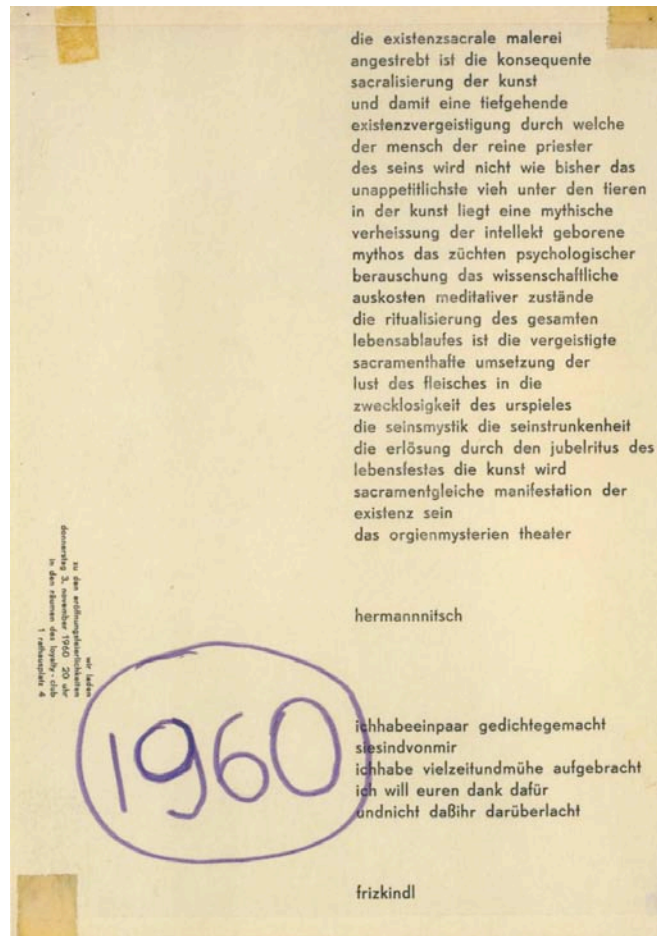 die existenzsacrale malerei
angestrebt ist die konsequente
sacralisierung der kunst
und damit eine tiefgehende
existenzvergeistigung durch welche
der mensch der reine priester
des seins wird nicht wie bisher das
unappetitlichste vieh unter den tieren
in der kunst liegt eine mythische
verheissung der intellekt geborene
mythos das züchten psychologischer
berauschung das wissenschaftliche
auskosten meditativer zustände
die ritualisierung des gesamten
lebensablaufes ist die vergeistigte
sacramenthafte umsetzung der
lust des fleisches in die
zwecklosigkeit des urspieles
die seinsmystik die seinstrunkenheit
die erlösung durch den jubelritus des
lebensfestes die kunst wird
sacramentgleiche manifestation der
existenz sein
das orgienmysterien theater
hermannnitsch
wir laden
zu den eröffnungsfeierlichkeiten
donnerstag 3. november 1960 20 uhr
in den räumen des loyalty-club
1 rathausplatz 4
1960
ichhabeeinpaar gedichtegemacht
siesindvonmir
ichhabe vielzeitundmühe aufgebracht
ich will euren dank dafür
undnicht daßihr darüberlacht
frizkindl